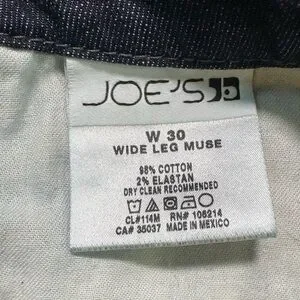 JOE'S
W 30
WIDE LEG MUSE
98% COTTON
2% ELASTAN
DRY CLEAN RECOMMENDED
CL#114M RN# 106214
CA# 35037 MADE IN MEXICO